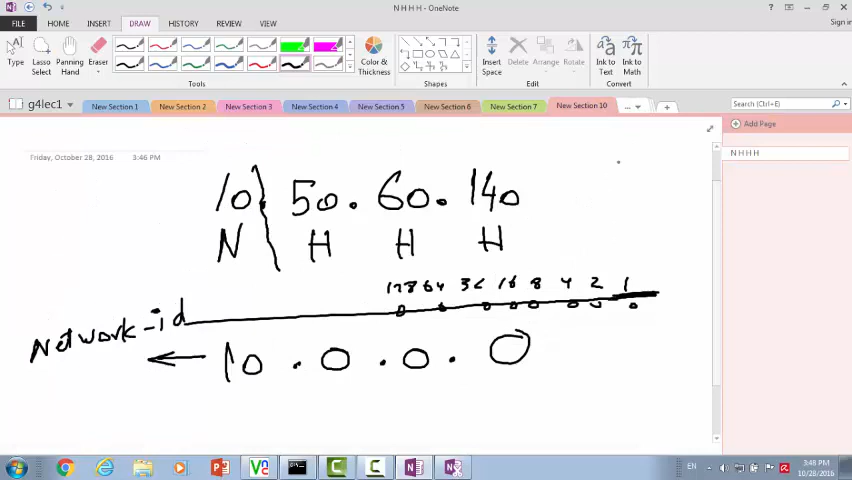 N H H H - OneNote
FILE HOME INSERT DRAW HISTORY REVIEW VIEW Sign in
Type Lasso Select Panning Hand Eraser Color & Thickness Insert Space Delete Arrange Rotate Ink to Text Ink to Math
Tools Shapes Edit Convert
g4lec1 New Section 1 New Section 2 New Section 3 New Section 4 New Section 5 New Section 6 New Section 7 New Section 10 ... + Search (Ctrl+E)
Add Page
Friday, October 28, 2016 3:46 PM
N H H H
10. 50. 60. 140
N H H H
128 64 32 16 8 4 2 1
0 0 0 0 0 0 0 0
Network-id
10 . 0 . 0 . 0
EN 3:48 PM
10/28/2016